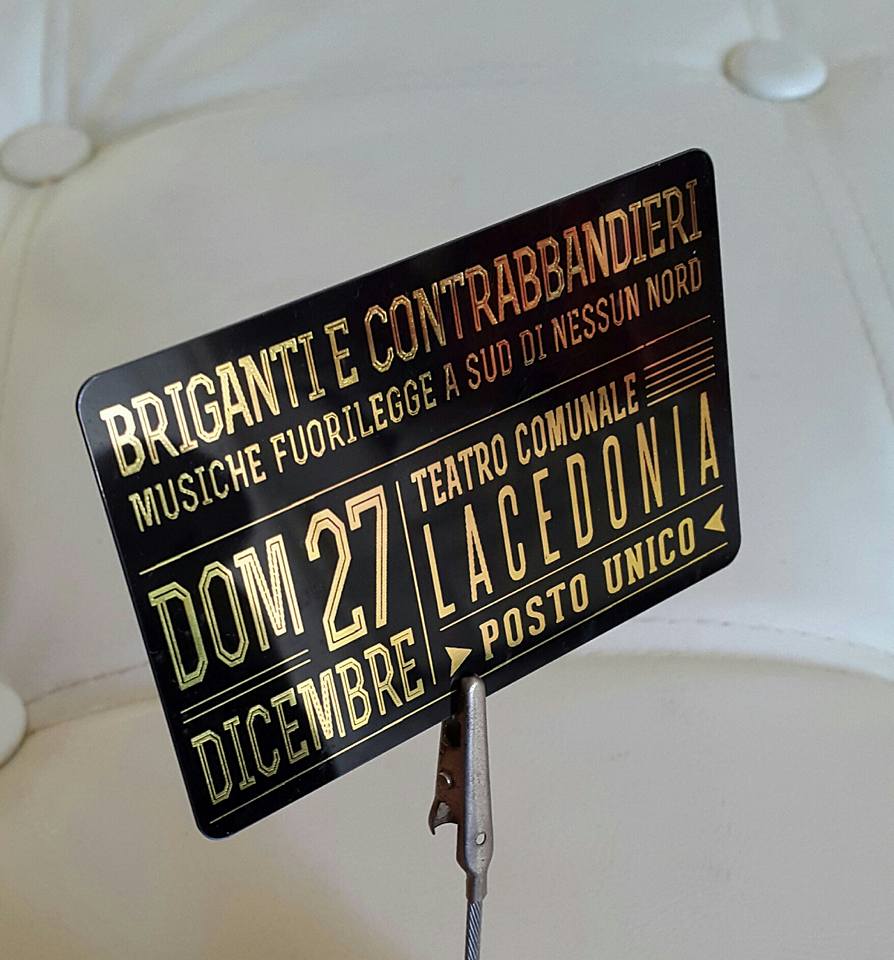 BRIGANTI E CONTRABBANDIERI
MUSICHE FUORILEGGE A SUD DI NESSUN NORD
DOM 27
DICEMBRE
TEATRO COMUNALE
LACEDONIA
POSTO UNICO